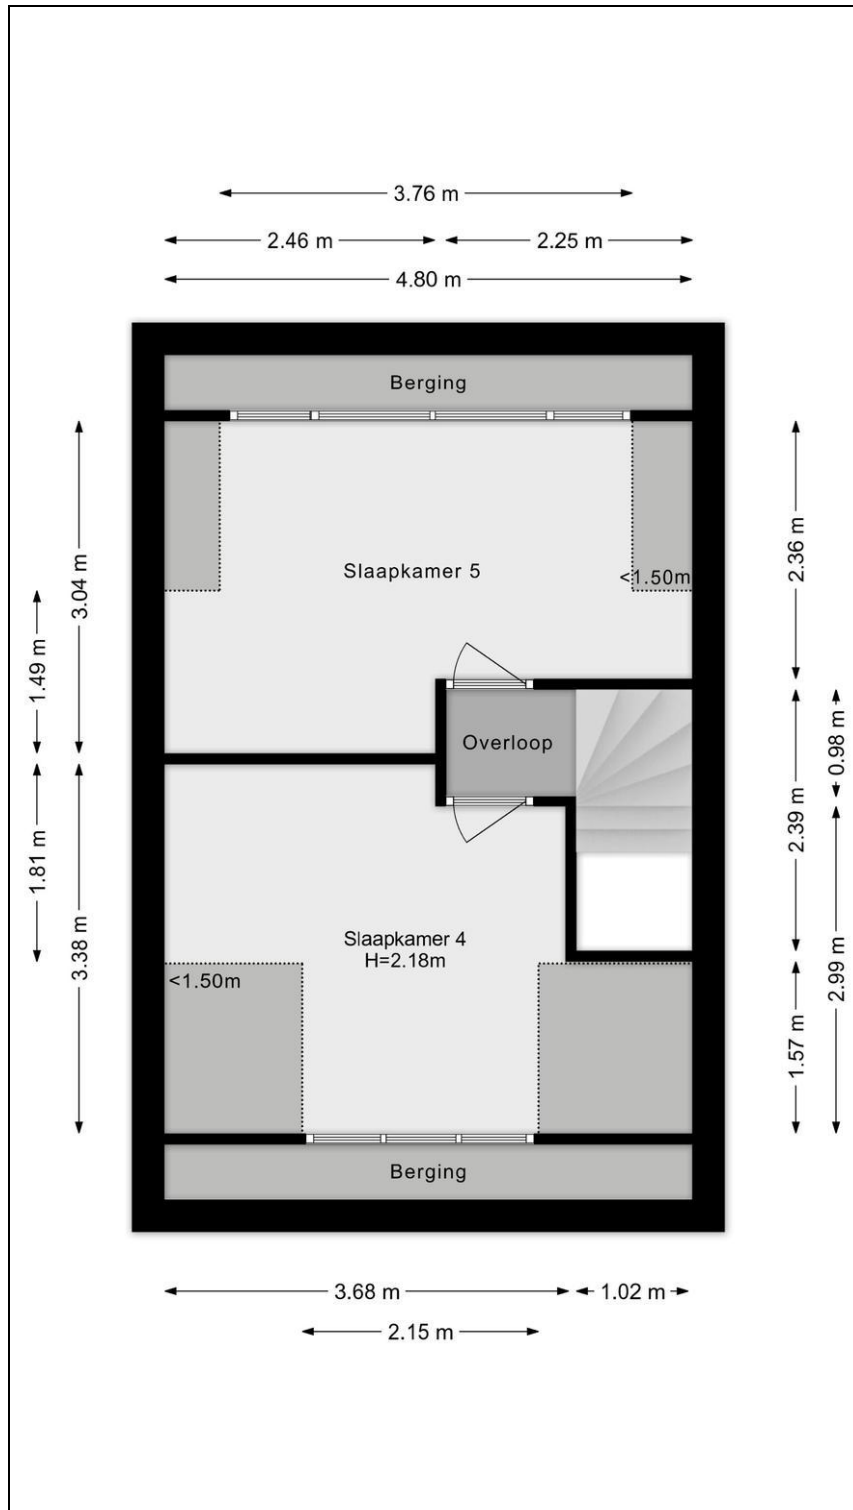 3.76 m
2.46 m
2.25 m
4.80 m
Berging
3.04 m
2.36 m
Slaapkamer 5
<1.50m
1.49 m
Overloop
0.98 m
2.39 m
1.81 m
3.38 m
Slaapkamer 4
H=2.18m
2.99 m
<1.50m
1.57 m
Berging
3.68 m
1.02 m
2.15 m